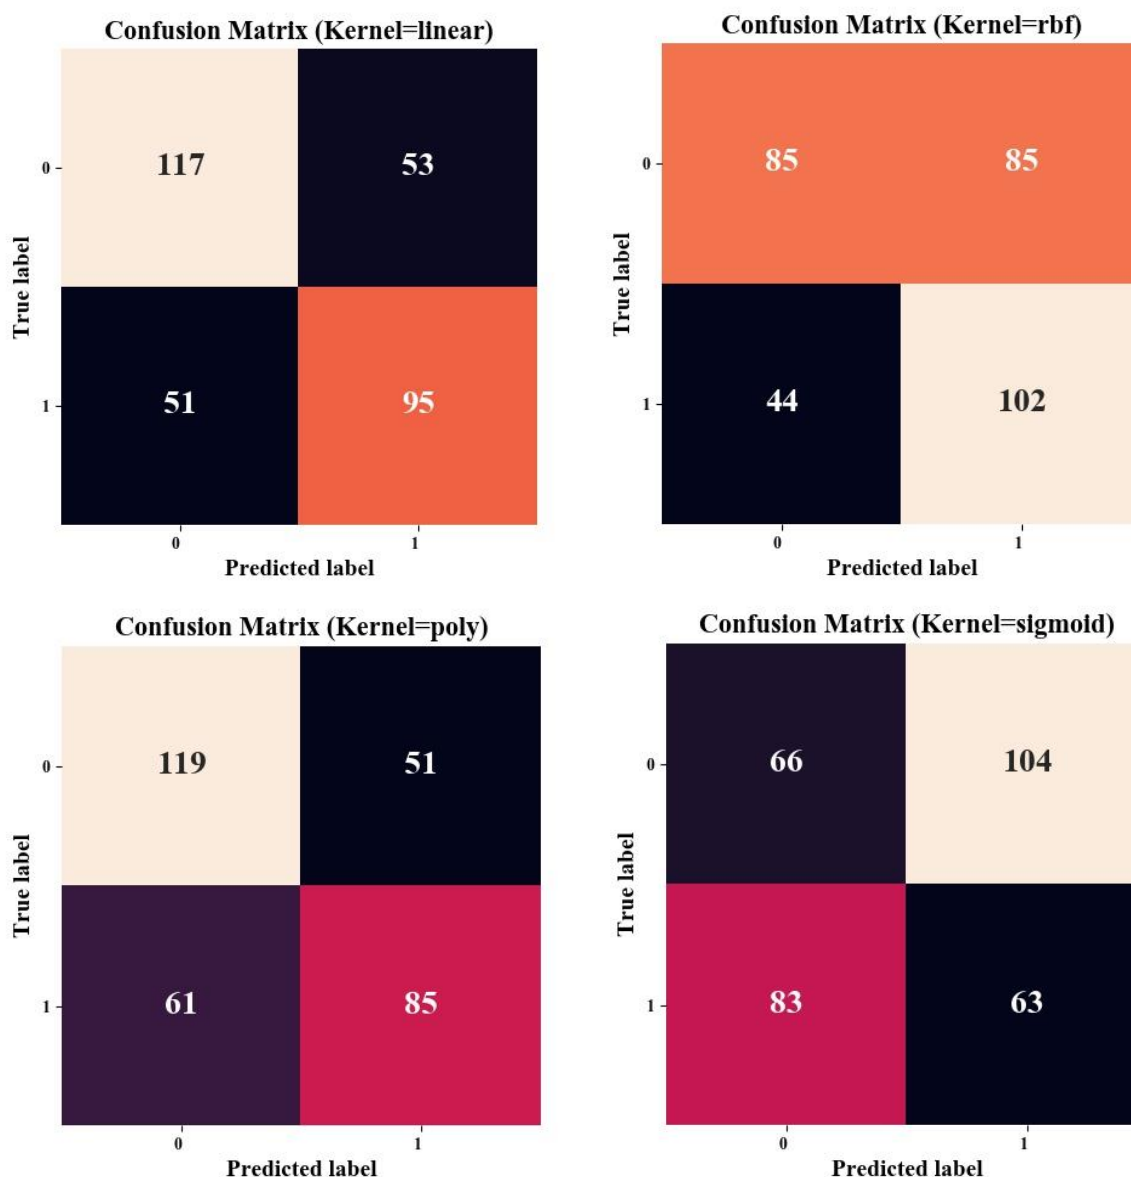 Confusion Matrix (Kernel=linear)
True label
0
117
53
1
51
95
0
1
Predicted label
Confusion Matrix (Kernel=rbf)
True label
0
85
85
1
44
102
0
1
Predicted label
Confusion Matrix (Kernel=poly)
True label
0
119
51
1
61
85
0
1
Predicted label
Confusion Matrix (Kernel=sigmoid)
True label
0
66
104
1
83
63
0
1
Predicted label